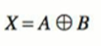 X = A ⊕ B